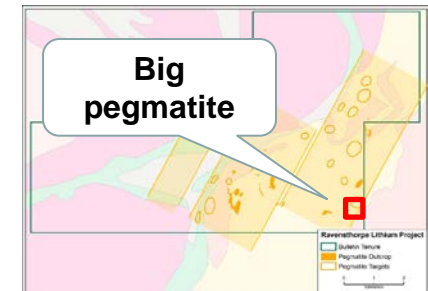 Big
pegmatite
Ravensthorpe Lithium Project
Bulletin Tenure
Pegmatite Outcrop
Pegmatite Targets